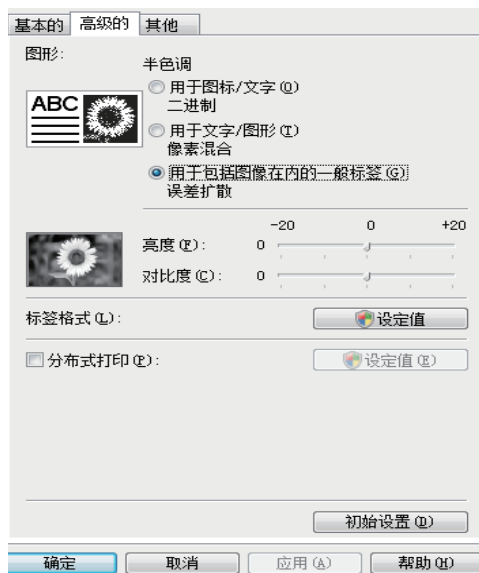 基本的 高级的 其他
图形:
半色调
用于图标/文字(O)
二进制
ABC
用于文字/图形(T)
像素混合
用于包括图像在内的一般标签(G)
误差扩散
-20 0 +20
亮度(F): 0
对比度(C): 0
标签格式(L): 设定值
分布式打印(P): 设定值(E)
初始设置(D)
确定 取消 应用(A) 帮助(H)